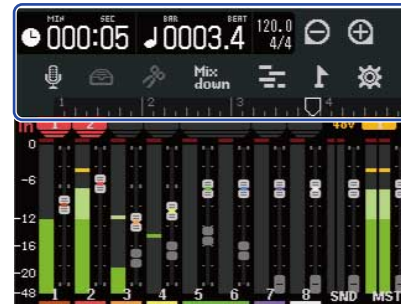 MIN SEC BAR BEAT
000:05 0003.4 120.0
4/4
Mix
down
1 2 3 4
In 1 2 48V
0
-6
-12
-16
-20
-48
1 2 3 4 5 6 7 8 SND MST